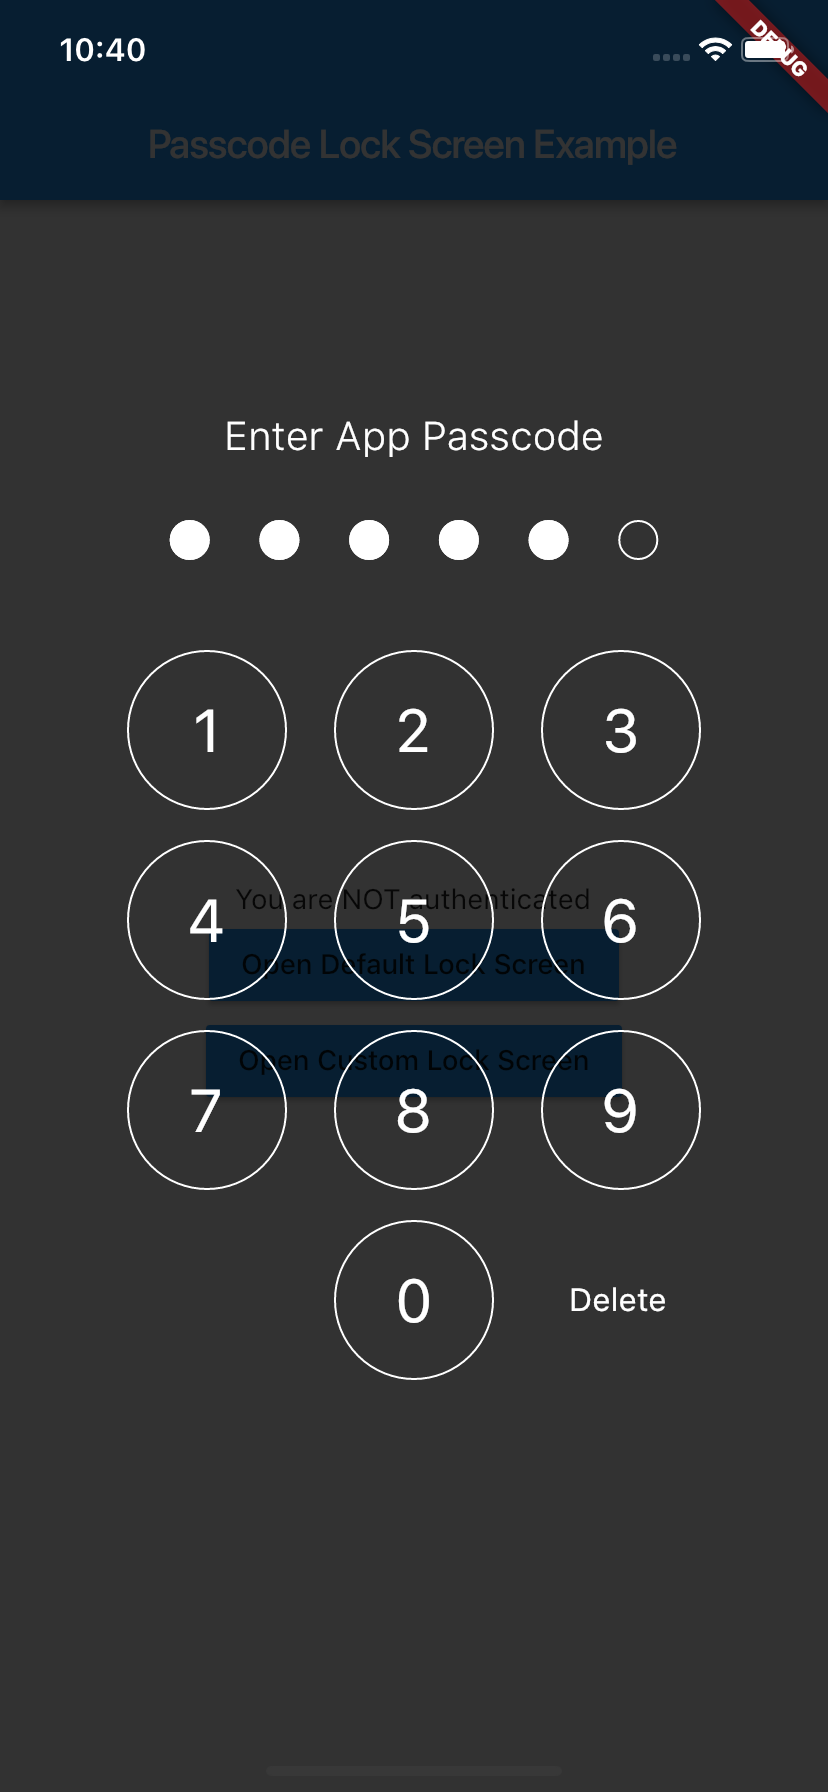 10:40
DEBUG
Passcode Lock Screen Example
Enter App Passcode
1 2 3
You are NOT authenticated
4 5 6
Open Default Lock Screen
Open Custom Lock Screen
7 8 9
0 Delete